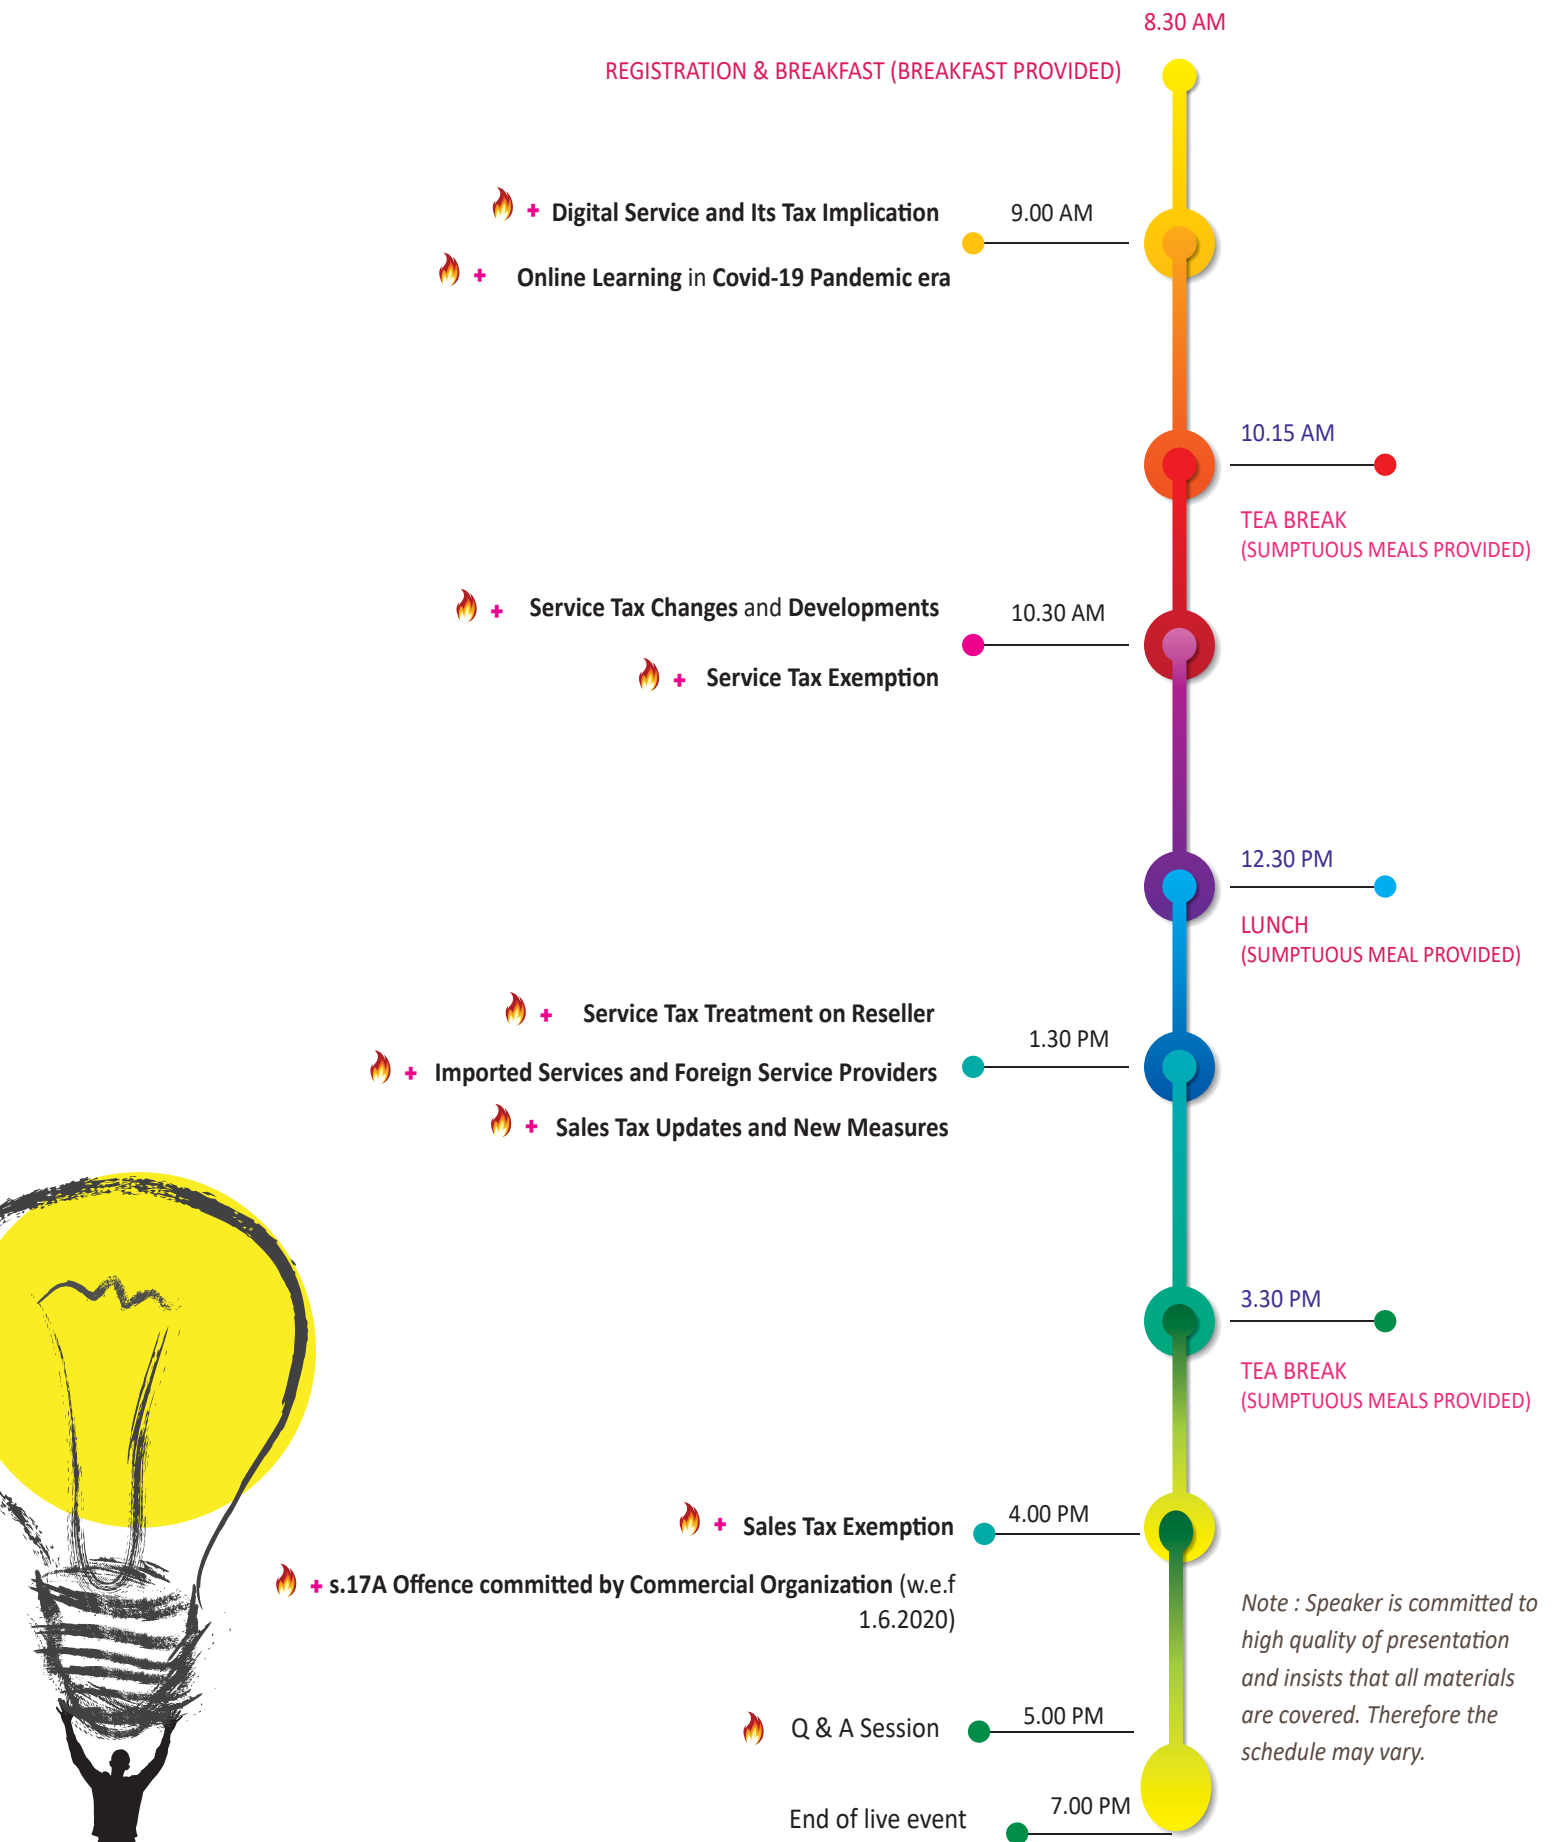 8.30 AM
REGISTRATION & BREAKFAST (BREAKFAST PROVIDED)
+ Digital Service and Its Tax Implication
9.00 AM
+ Online Learning in Covid-19 Pandemic era
10.15 AM
TEA BREAK
(SUMPTUOUS MEALS PROVIDED)
+ Service Tax Changes and Developments
10.30 AM
+ Service Tax Exemption
12.30 PM
LUNCH
(SUMPTUOUS MEAL PROVIDED)
+ Service Tax Treatment on Reseller
1.30 PM
+ Imported Services and Foreign Service Providers
+ Sales Tax Updates and New Measures
3.30 PM
TEA BREAK
(SUMPTUOUS MEALS PROVIDED)
+ Sales Tax Exemption
4.00 PM
+ s.17A Offence committed by Commercial Organization (w.e.f
1.6.2020)
Note : Speaker is committed to
high quality of presentation
and insists that all materials
are covered. Therefore the
schedule may vary.
Q & A Session
5.00 PM
End of live event
7.00 PM